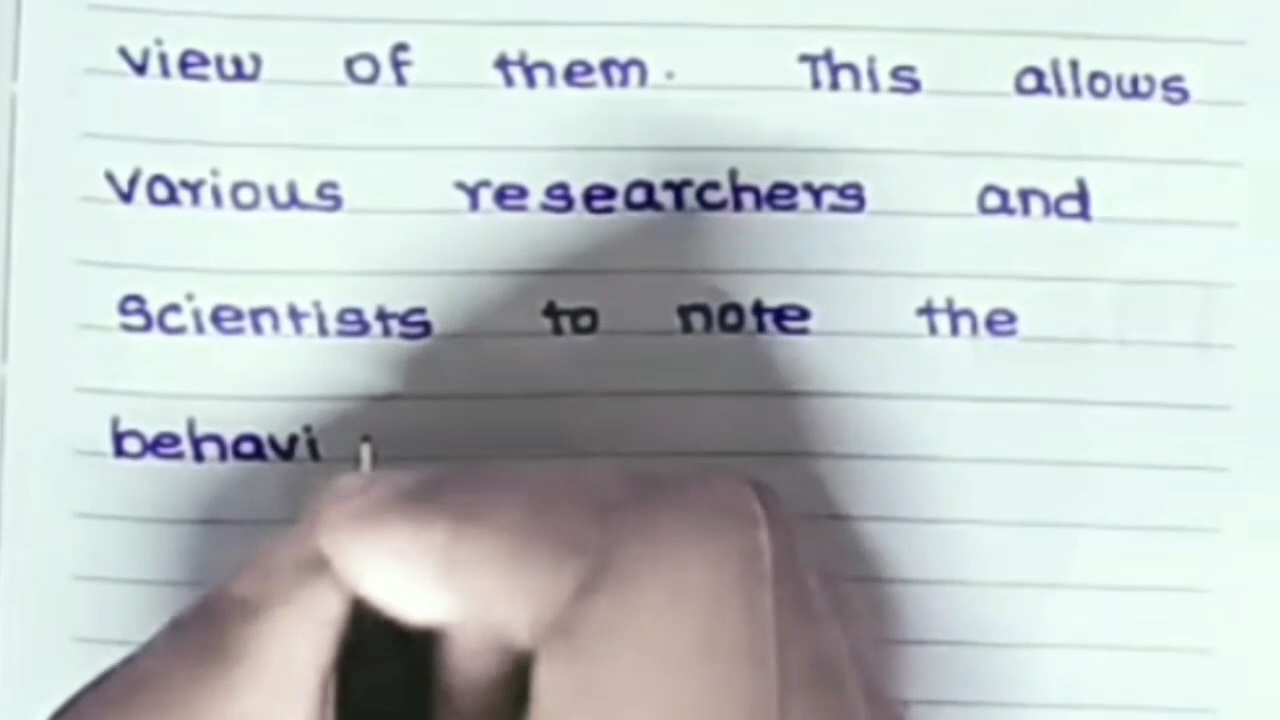 view of them. This allows
various researchers and
Scientists to note the
behavi